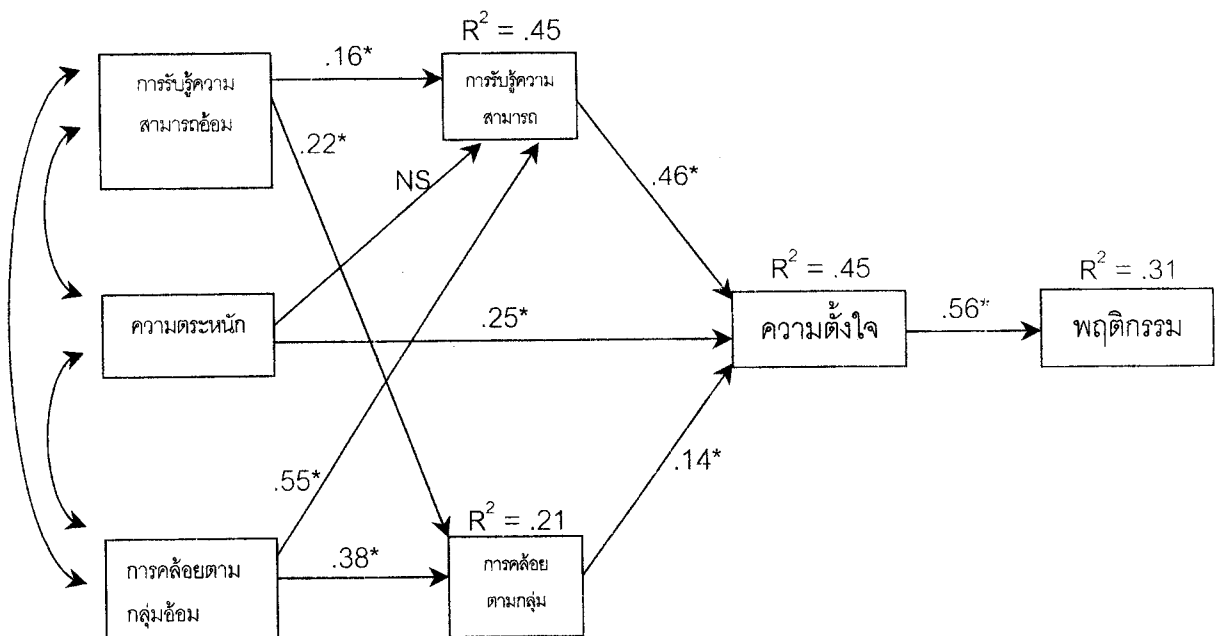 R² = .45
การรับรู้ความ
สามารถอ้อม
.16*
การรับรู้ความ
สามารถ
.22*
NS
.46*
R² = .45
R² = .31
ความตระหนัก
.25*
ความตั้งใจ
.56*
พฤติกรรม
.55*
.14*
R² = .21
การคล้อยตาม
กลุ่มอ้อม
.38*
การคล้อย
ตามกลุ่ม